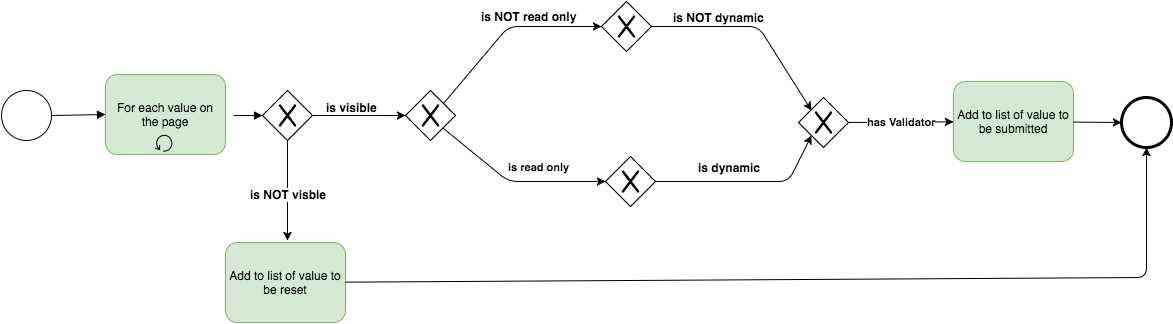 is NOT read only
is NOT dynamic
For each value on
the page
is visible
has Validator
Add to list of value to
be submitted
is read only
is dynamic
is NOT visble
Add to list of value to
be reset